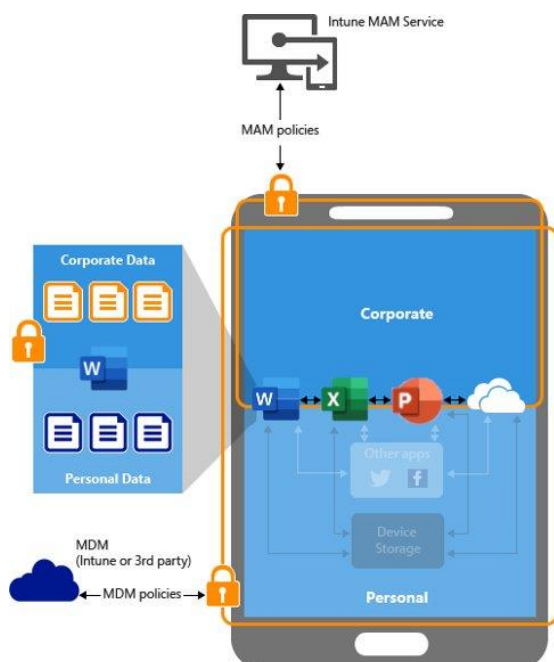 Intune MAM Service
MAM policies
Corporate Data
W
Personal Data
Corporate
W
X
P
Other apps
Device
Storage
Personal
MDM
(Intune or 3rd party)
MDM policies